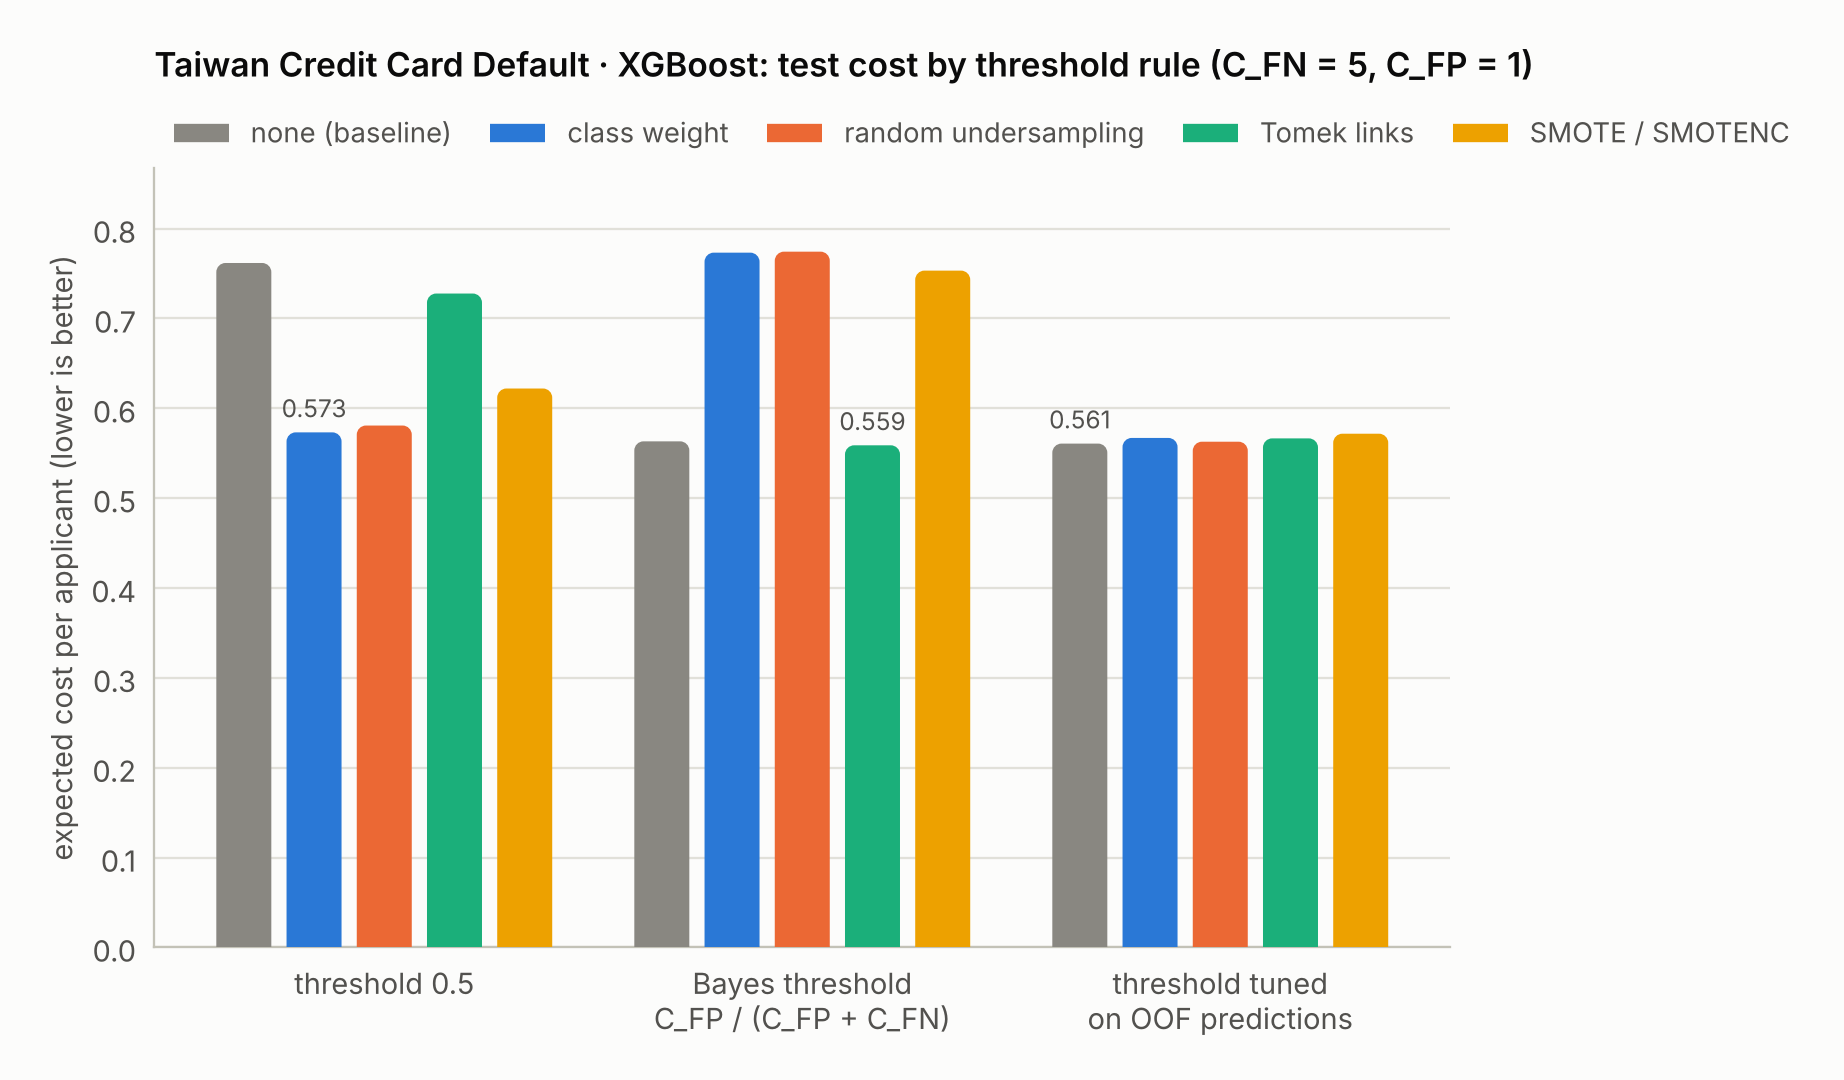 Taiwan Credit Card Default · XGBoost: test cost by threshold rule (C_FN = 5, C_FP = 1)
none (baseline) class weight random undersampling Tomek links SMOTE / SMOTENC
expected cost per applicant (lower is better)
0.8
0.7
0.6
0.5
0.4
0.3
0.2
0.1
0.0
0.573
0.559
0.561
threshold 0.5
Bayes threshold
C_FP / (C_FP + C_FN)
threshold tuned
on OOF predictions